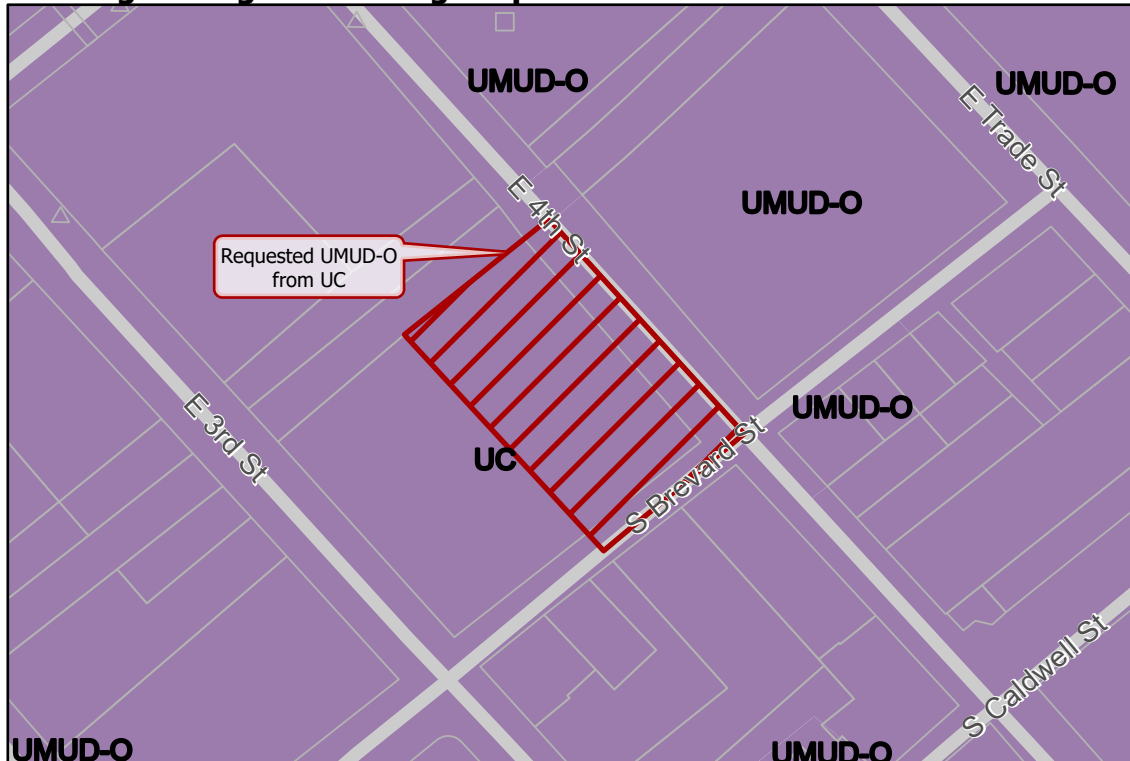 UMUD-O
UMUD-O
E Trade St
E 4th St
UMUD-O
Requested UMUD-O
from UC
E 3rd St
UMUD-O
UC
S Brevard St
S Caldwell St
UMUD-O
UMUD-O